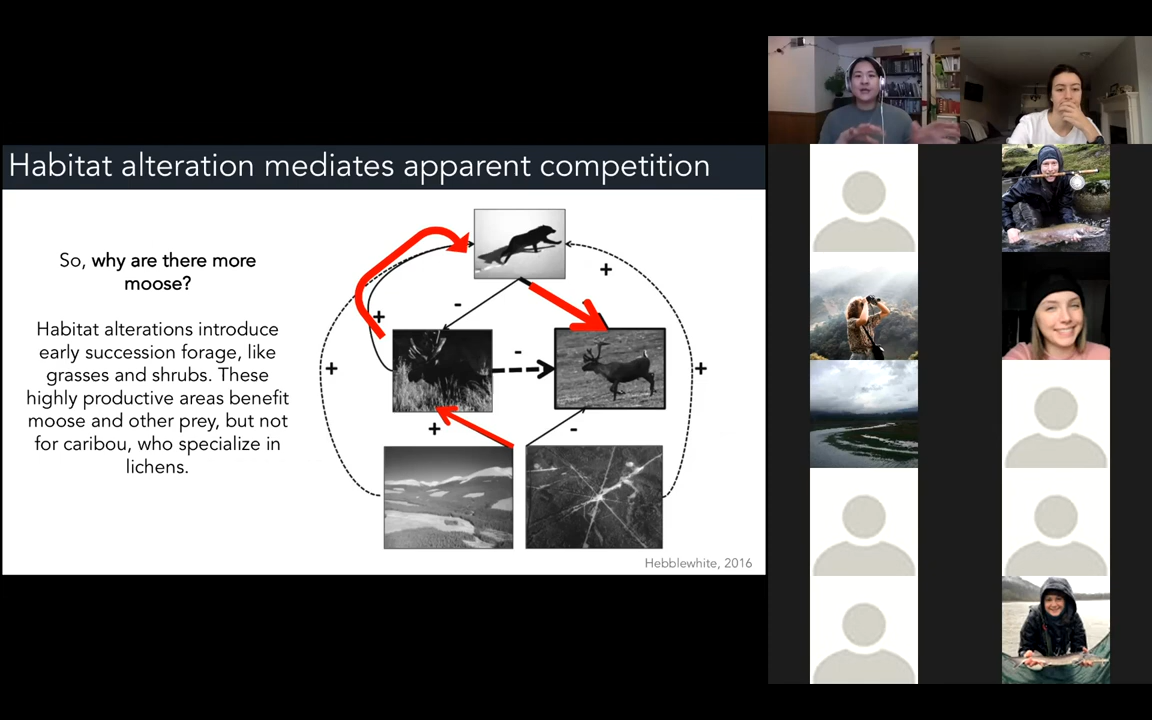 Habitat alteration mediates apparent competition
So, why are there more
moose?
Habitat alterations introduce
early succession forage, like
grasses and shrubs. These
highly productive areas benefit
moose and other prey, but not
for caribou, who specialize in
lichens.
+
-
+
-
+
+
+
-
Hebblewhite, 2016